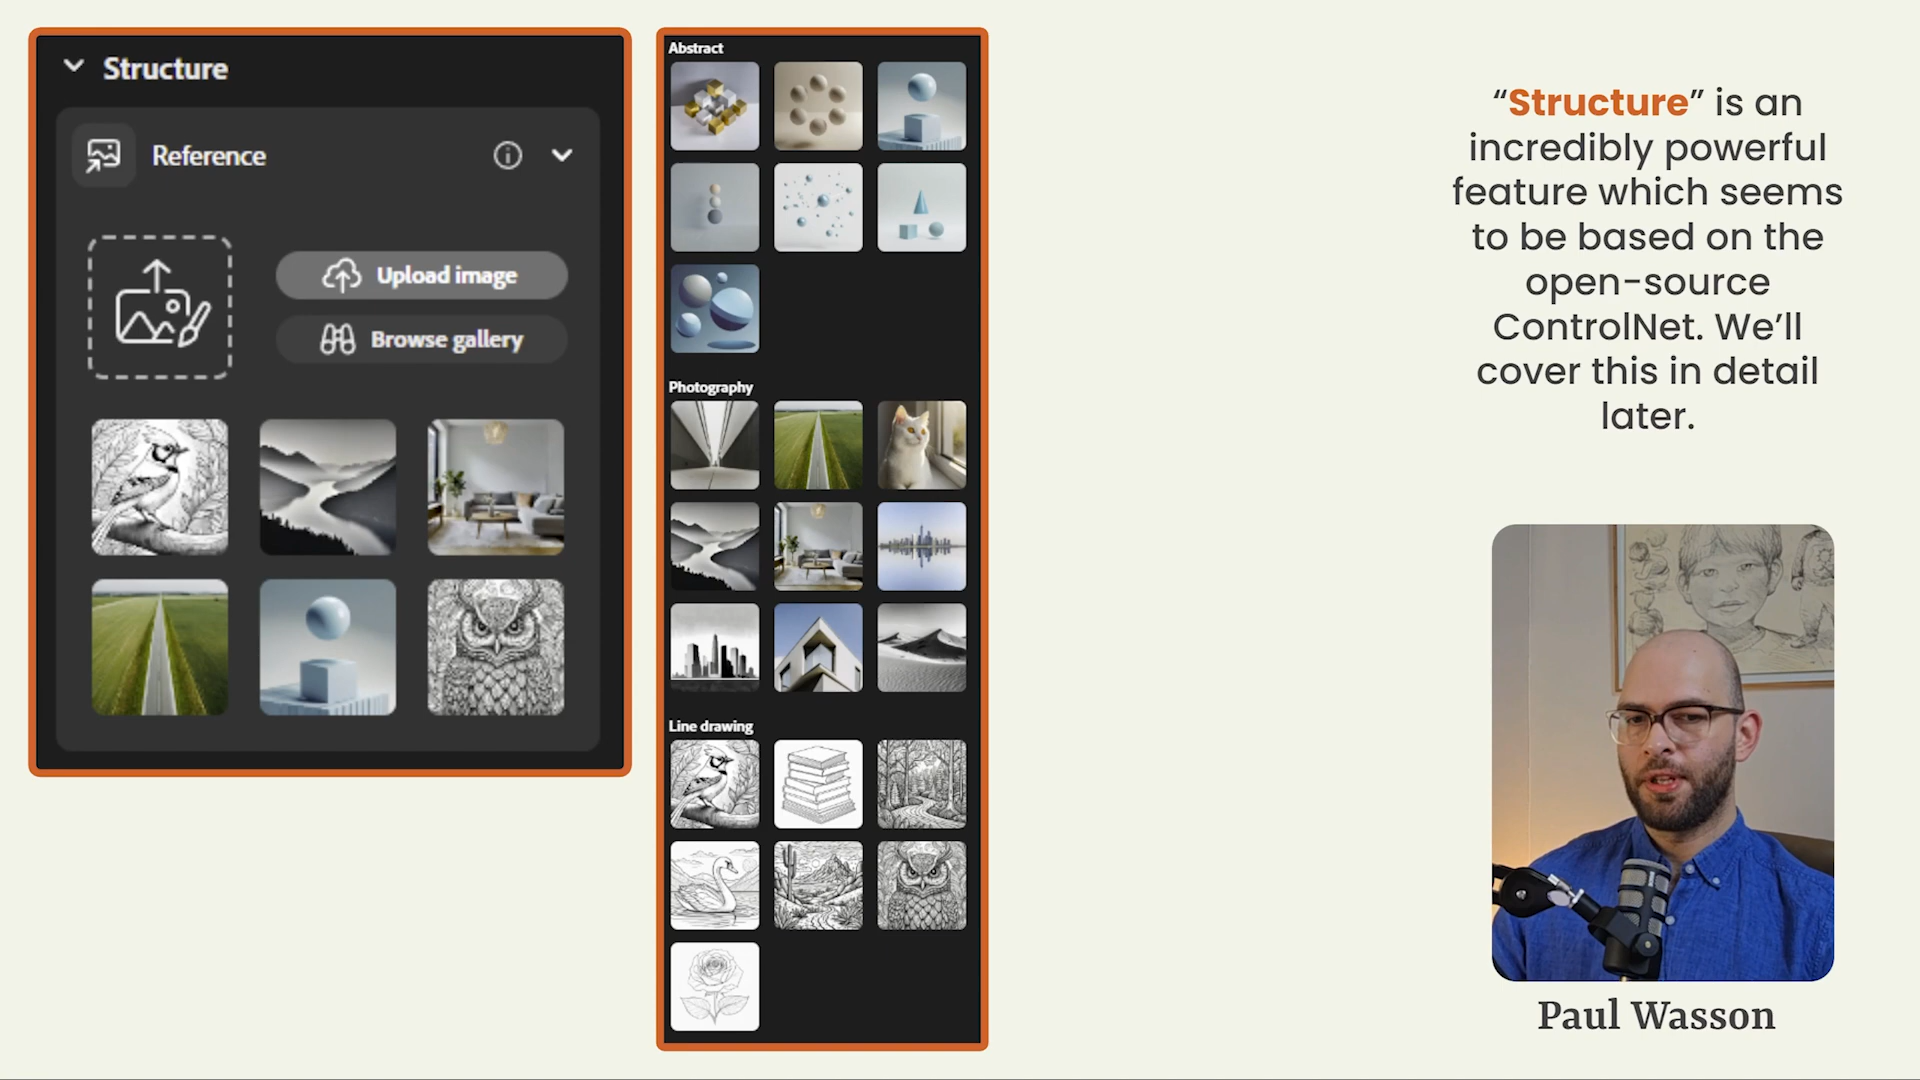 Structure
Reference
Upload image
Browse gallery
Abstract
Photography
Line drawing
“Structure” is an
incredibly powerful
feature which seems
to be based on the
open-source
ControlNet. We’ll
cover this in detail
later.
Paul Wasson